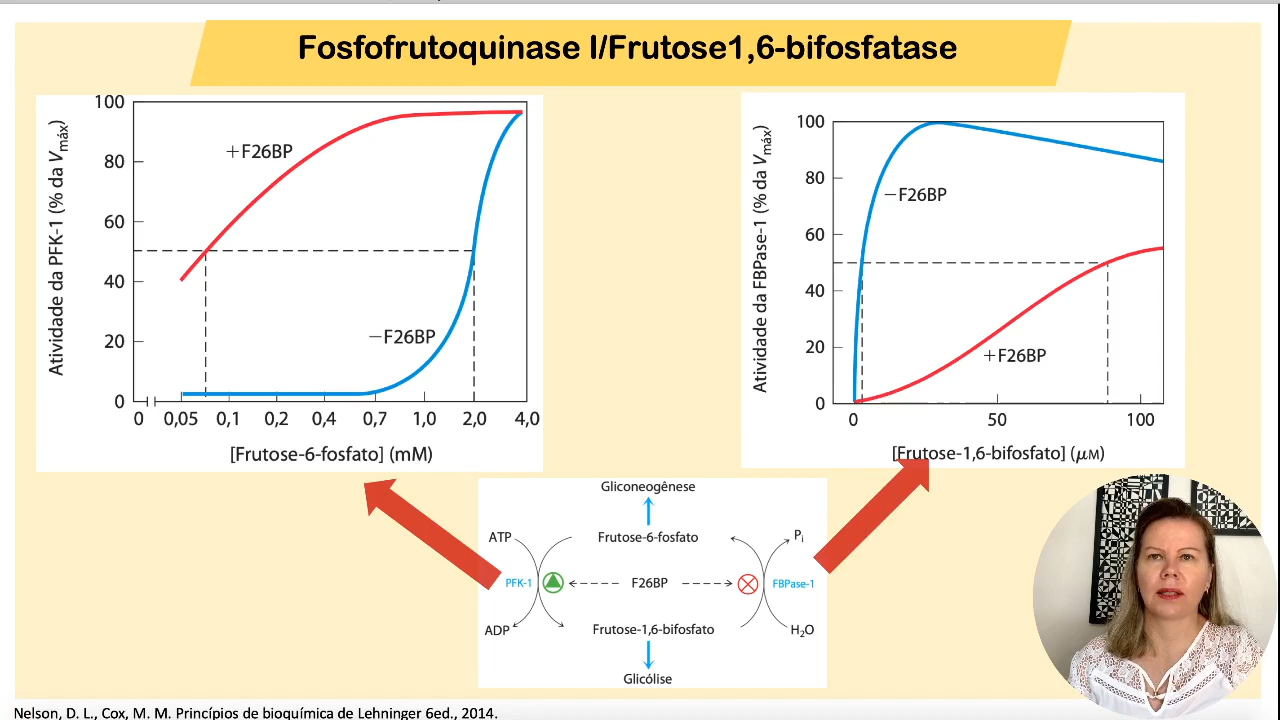 Fosfofrutoquinase I/Frutose1,6-bifosfatase
Atividade da PFK-1 (% da Vmáx)
100
80
60
40
20
0
+F26BP
−F26BP
0 0,05 0,1 0,2 0,4 0,7 1,0 2,0 4,0
[Frutose-6-fosfato] (mM)
Atividade da FBPase-1 (% da Vmáx)
100
80
60
40
20
0
−F26BP
+F26BP
0 50 100
[Frutose-1,6-bifosfato] (μM)
Gliconeogênese
ATP Frutose-6-fosfato Pi
PFK-1 F26BP FBPase-1
ADP Frutose-1,6-bifosfato H2O
Glicólise
Nelson, D. L., Cox, M. M. Princípios de bioquímica de Lehninger 6ed., 2014.